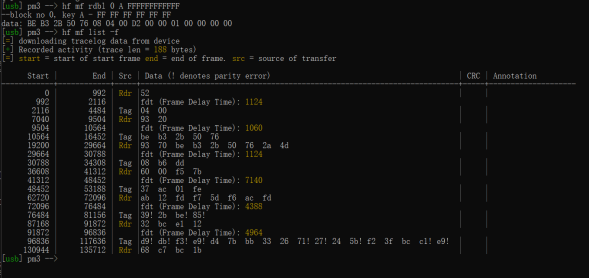 [usb] pm3 --> hf mf rdbl 0 A FFFFFFFFFFFF
--block no 0, key A - FF FF FF FF FF FF
data: BE B3 2B 50 76 08 04 00 D2 00 00 01 00 00 00 00
[usb] pm3 --> hf mf list -f
[=] downloading tracelog data from device
[+] Recorded activity (trace len = 188 bytes)
[=] start = start of start frame end = end of frame. src = source of transfer
Start | End | Src | Data (! denotes parity error) | CRC | Annotation
0 | 992 | Rdr | 52
992 | 2116 | fdt (Frame Delay Time): 1124
2116 | 4484 | Tag | 04 00
7040 | 9504 | Rdr | 93 20
9504 | 10564 | fdt (Frame Delay Time): 1060
10564 | 16452 | Tag | be b3 2b 50 76
19200 | 29664 | Rdr | 93 70 be b3 2b 50 76 2a 4d
29664 | 30788 | fdt (Frame Delay Time): 1124
30788 | 34308 | Tag | 08 b6 dd
36608 | 41312 | Rdr | 60 00 f5 7b
41312 | 48452 | fdt (Frame Delay Time): 7140
48452 | 53188 | Tag | 37 ac 01 fe
62720 | 72096 | Rdr | ab 12 fd f7 5d f6 ac fd
72096 | 76484 | fdt (Frame Delay Time): 4388
76484 | 81156 | Tag | 39! 2b be! 85!
87168 | 91872 | Rdr | 32 bc e1 12
91872 | 96836 | fdt (Frame Delay Time): 4964
96836 | 117636 | Tag | d9! db! f3! e9! d4 7b bb 33 26 71! 27! 24 5b! f2 3f bc c1! e9!
130944 | 135712 | Rdr | 68 c7 bc 1b
[usb] pm3 -->